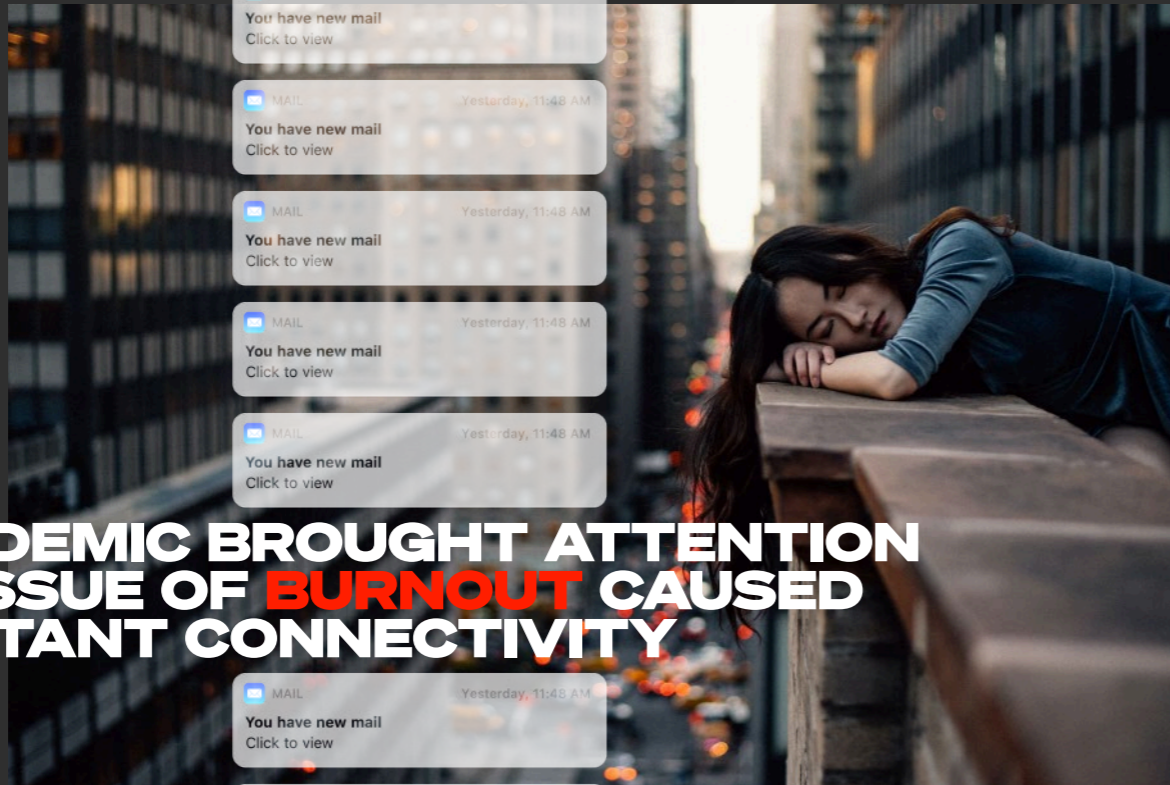 You have new mail
Click to view
MAIL Yesterday, 11:48 AM
You have new mail
Click to view
MAIL Yesterday, 11:48 AM
You have new mail
Click to view
MAIL Yesterday, 11:48 AM
You have new mail
Click to view
MAIL Yesterday, 11:48 AM
You have new mail
Click to view
DEMIC BROUGHT ATTENTION
SSUE OF BURNOUT CAUSED
TANT CONNECTIVITY
MAIL Yesterday, 11:48 AM
You have new mail
Click to view